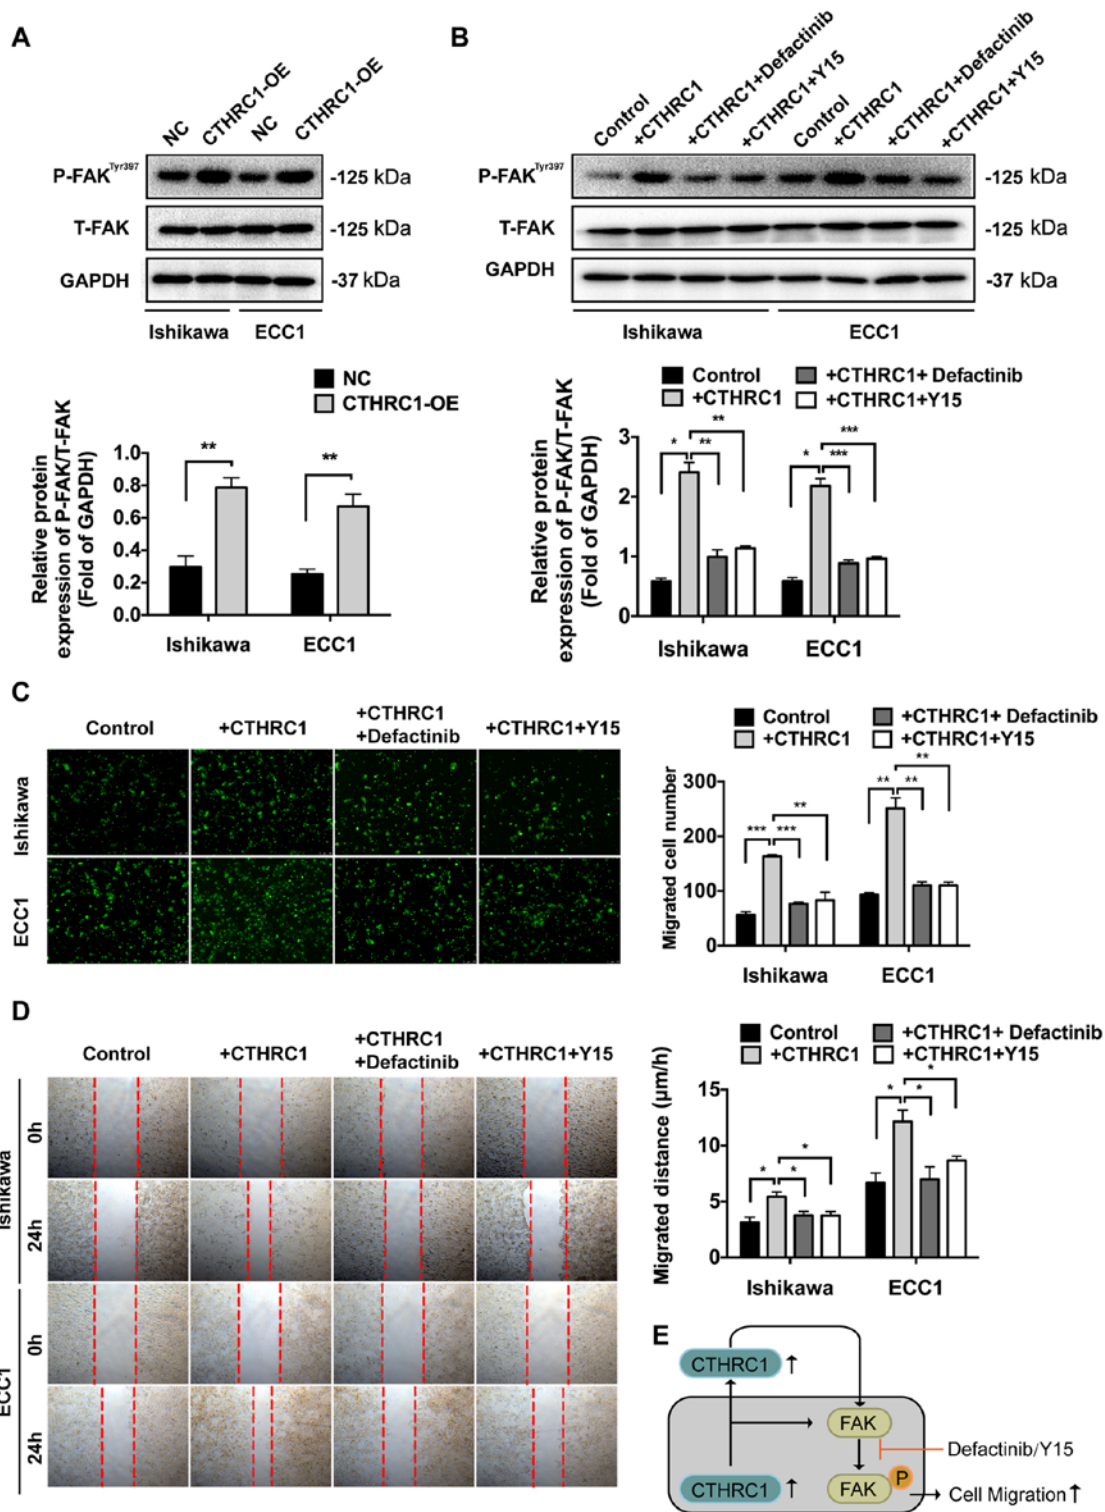 A
NC
CTHRC1-OE
NC
CTHRC1-OE
P-FAK^Tyr397
-125 kDa
T-FAK
-125 kDa
GAPDH
-37 kDa
Ishikawa
ECC1
NC
CTHRC1-OE
Relative protein
expression of P-FAK/T-FAK
(Fold of GAPDH)
1.0
0.8
0.6
0.4
0.2
0.0
**
**
Ishikawa
ECC1
B
Control
+CTHRC1
+CTHRC1+Defactinib
+CTHRC1+Y15
Control
+CTHRC1
+CTHRC1+Defactinib
+CTHRC1+Y15
P-FAK^Tyr397
-125 kDa
T-FAK
-125 kDa
GAPDH
-37 kDa
Ishikawa
ECC1
Control
+CTHRC1
+CTHRC1+ Defactinib
+CTHRC1+Y15
Relative protein
expression of P-FAK/T-FAK
(Fold of GAPDH)
3
2
1
0
*
**
**
*
***
***
Ishikawa
ECC1
C
Control
+CTHRC1
+CTHRC1
+Defactinib
+CTHRC1+Y15
Ishikawa
ECC1
Control
+CTHRC1
+CTHRC1+ Defactinib
+CTHRC1+Y15
Migrated cell number
300
200
100
0
***
***
**
**
**
**
Ishikawa
ECC1
D
Control
+CTHRC1
+CTHRC1
+Defactinib
+CTHRC1+Y15
Ishikawa
0h
24h
ECC1
0h
24h
Control
+CTHRC1
+CTHRC1+ Defactinib
+CTHRC1+Y15
Migrated distance (μm/h)
15
10
5
0
*
*
*
*
*
*
Ishikawa
ECC1
E
CTHRC1 ↑
FAK
Defactinib/Y15
CTHRC1 ↑
FAK
P
Cell Migration ↑